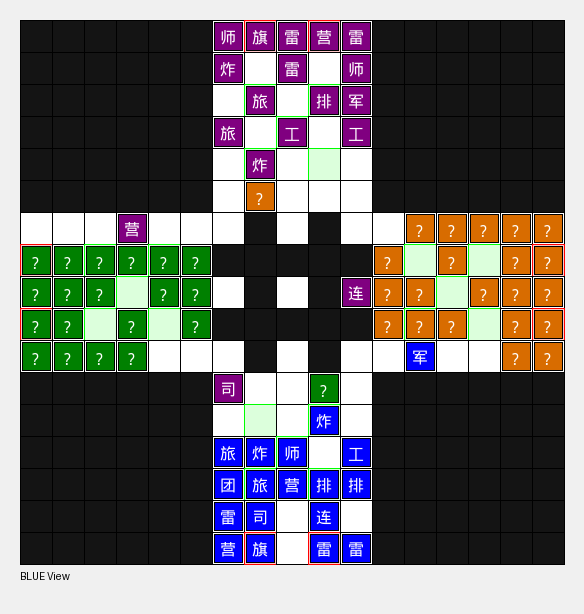 师 旗 雷 营 雷
炸 雷 师
旅 排 军
旅 工 工
炸
?
营 ? ? ? ? ?
? ? ? ? ? ? ? ? ? ?
? ? ? ? ? 连 ? ? ? ? ?
? ? ? ? ? ? ? ? ?
? ? ? ? 军 ? ?
司 ?
炸
旅 炸 师 工
团 旅 营 排 排
雷 司 连
营 旗 雷 雷
BLUE View